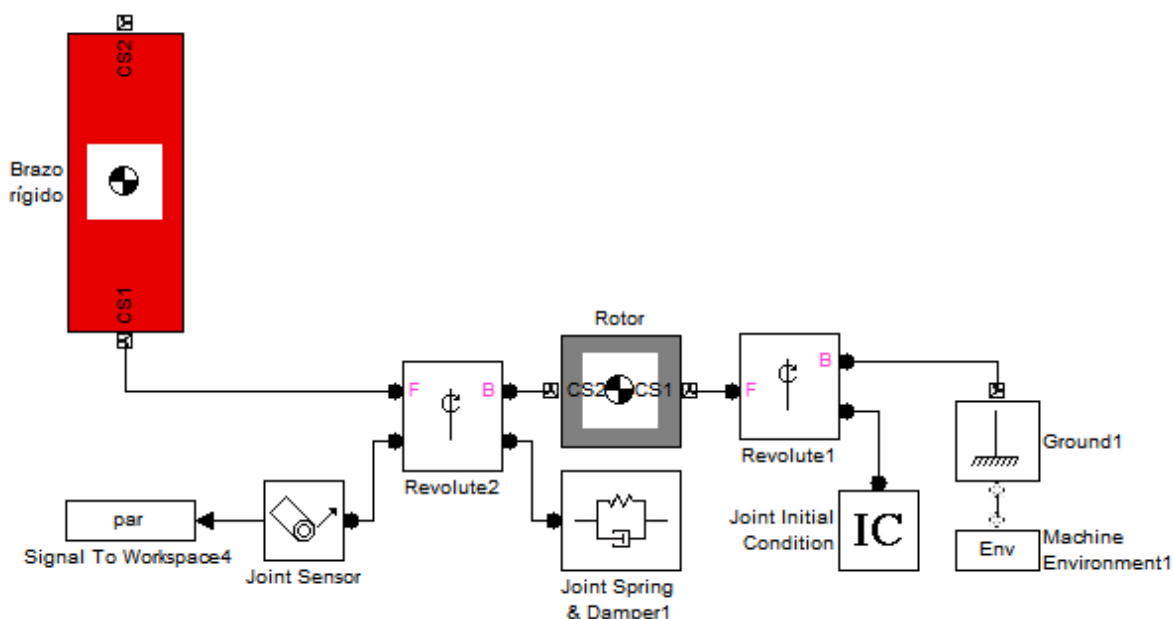 CS2
Brazo
rígido
CS1
Rotor
F
B
CS2
CS1
F
B
Revolute2
Revolute1
Ground1
par
Signal To Workspace4
Joint Sensor
Joint Spring
& Damper1
Joint Initial
Condition
IC
Env
Machine
Environment1